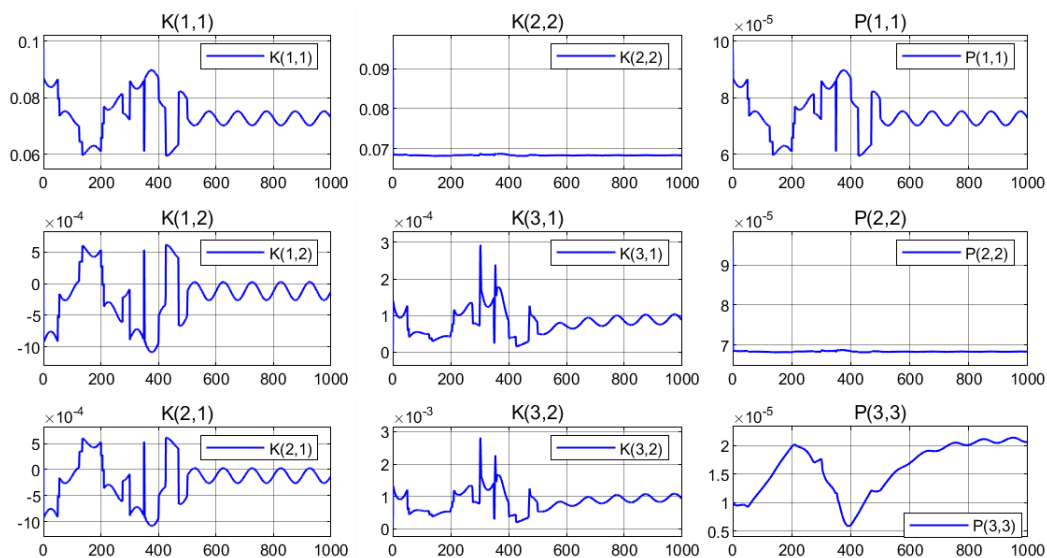 K(1,1)
0.1
0.08
0.06
K(1,1)
0 200 400 600 800 1000
K(2,2)
0.09
0.08
0.07
K(2,2)
0 200 400 600 800 1000
P(1,1)
×10⁻⁵
10
8
6
P(1,1)
0 200 400 600 800 1000
K(1,2)
×10⁻⁴
5
0
-5
-10
K(1,2)
0 200 400 600 800 1000
K(3,1)
×10⁻⁴
3
2
1
0
K(3,1)
0 200 400 600 800 1000
P(2,2)
×10⁻⁵
9
8
7
P(2,2)
0 200 400 600 800 1000
K(2,1)
×10⁻⁴
5
0
-5
-10
K(2,1)
0 200 400 600 800 1000
K(3,2)
×10⁻³
3
2
1
0
K(3,2)
0 200 400 600 800 1000
P(3,3)
×10⁻⁵
2
1.5
1
0.5
P(3,3)
0 200 400 600 800 1000